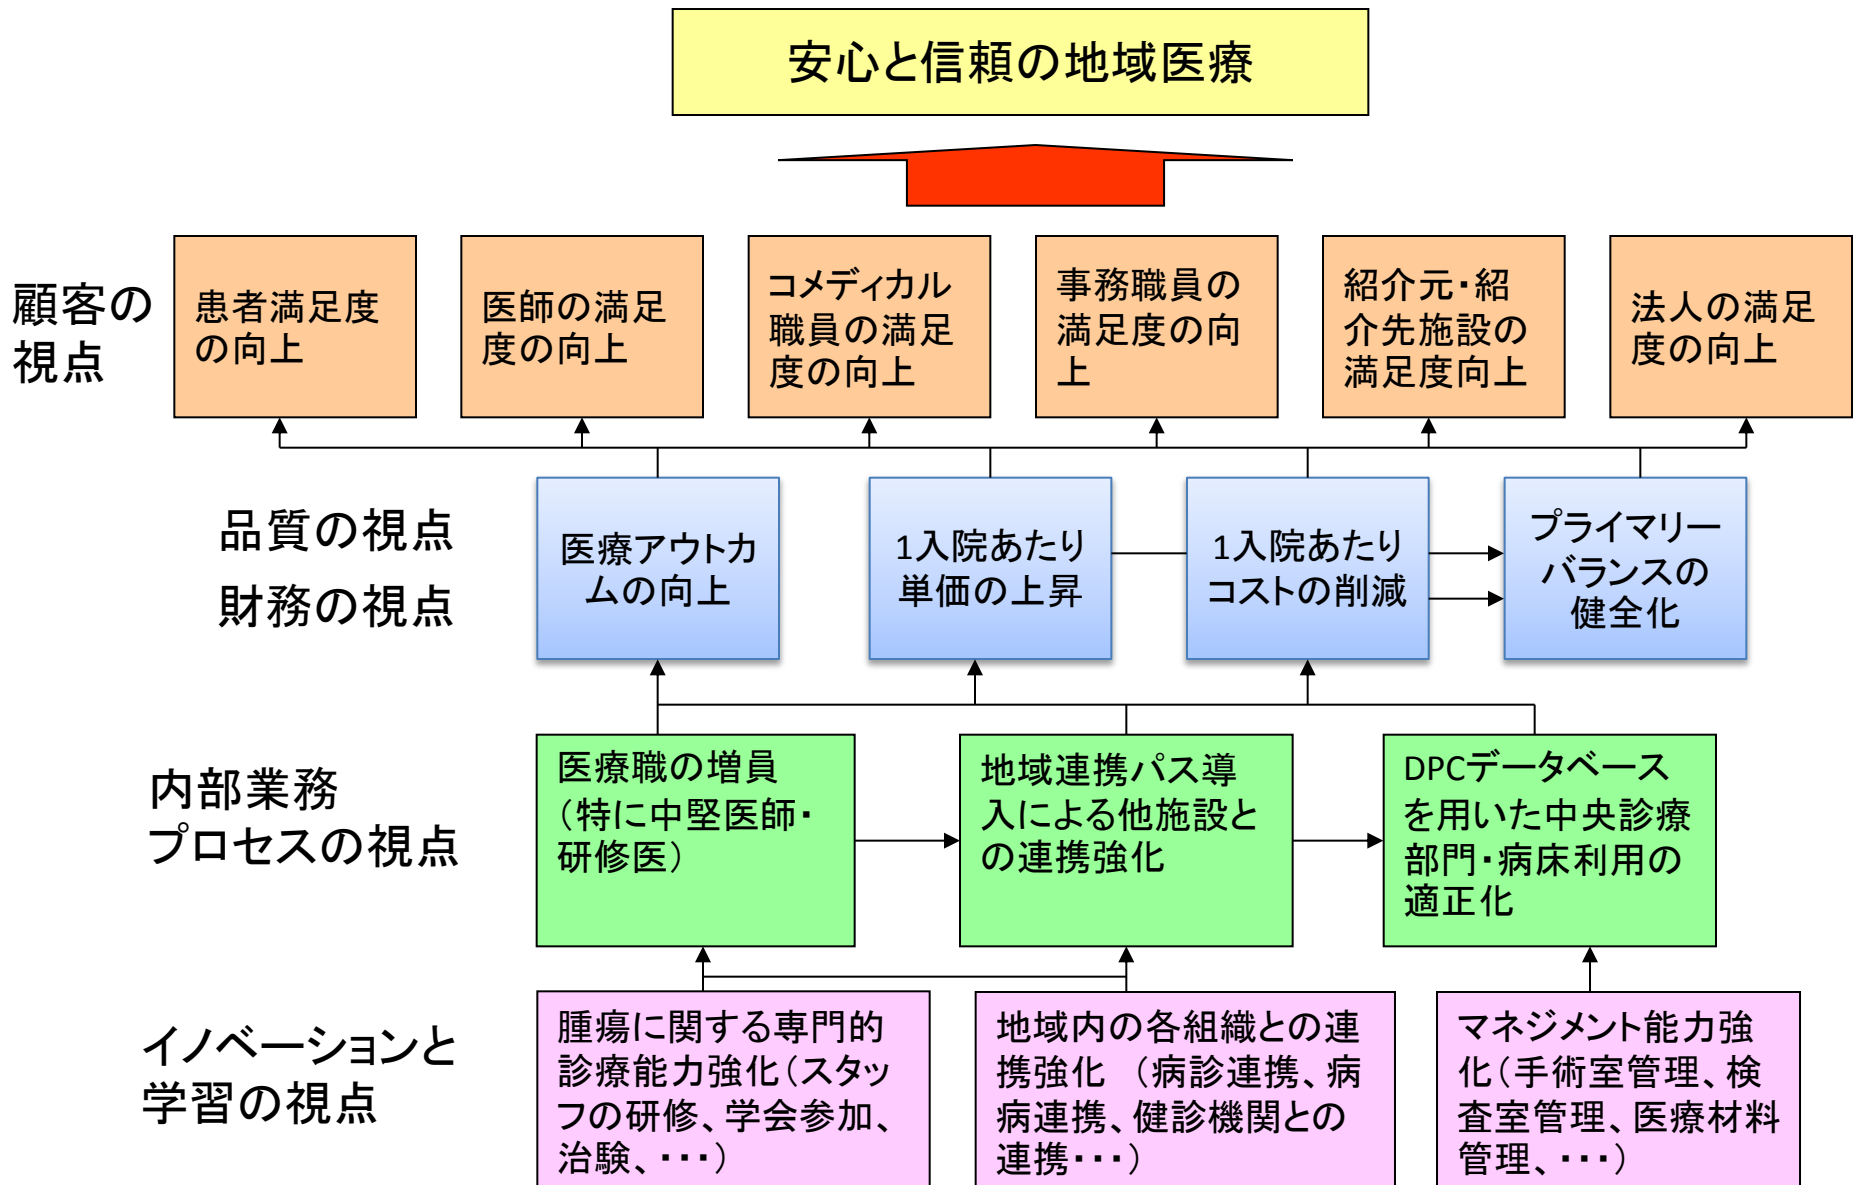 安心と信頼の地域医療
顧客の
視点
患者満足度
の向上
医師の満足
度の向上
コメディカル
職員の満足
度の向上
事務職員の
満足度の向
上
紹介元・紹
介先施設の
満足度向上
法人の満足
度の向上
品質の視点
財務の視点
医療アウトカ
ムの向上
1入院あたり
単価の上昇
1入院あたり
コストの削減
プライマリー
バランスの
健全化
内部業務
プロセスの視点
医療職の増員
（特に中堅医師・
研修医）
地域連携パス導
入による他施設と
の連携強化
DPCデータベース
を用いた中央診療
部門・病床利用の
適正化
イノベーションと
学習の視点
腫瘍に関する専門的
診療能力強化（スタッ
フの研修、学会参加、
治験、・・・）
地域内の各組織との連
携強化　（病診連携、病
病連携、健診機関との
連携・・・）
マネジメント能力強
化（手術室管理、検
査室管理、医療材料
管理、・・・）